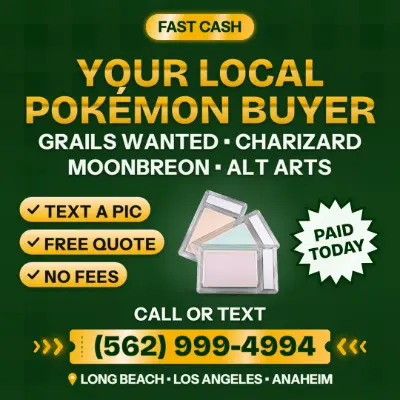 FAST CASH
YOUR LOCAL
POKÉMON BUYER
GRAILS WANTED ▪ CHARIZARD
MOONBREON ▪ ALT ARTS
✓ TEXT A PIC
✓ FREE QUOTE
✓ NO FEES
PAID
TODAY
CALL OR TEXT
(562) 999-4994
LONG BEACH ▪ LOS ANGELES ▪ ANAHEIM